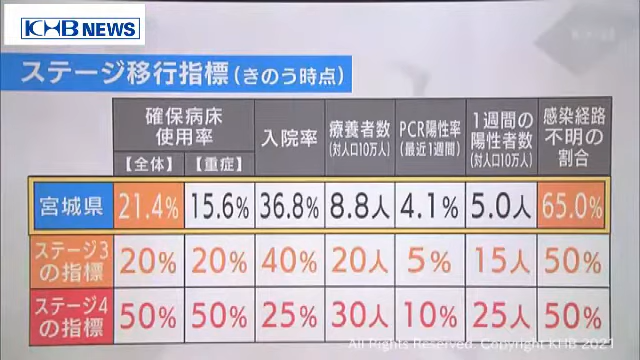 KHB NEWS
KHB
ステージ移行指標(きのう時点)
確保病床
使用率
【全体】
【重症】
入院率
療養者数
(対人口10万人)
PCR陽性率
(最近1週間)
1週間の
陽性者数
(対人口10万人)
感染経路
不明の
割合
宮城県 21.4% 15.6% 36.8% 8.8人 4.1% 5.0人 65.0%
ステージ3
の指標 20% 20% 40% 20人 5% 15人 50%
ステージ4
の指標 50% 50% 25% 30人 10% 25人 50%
All Rights Reserved. Copyright KHB 2021